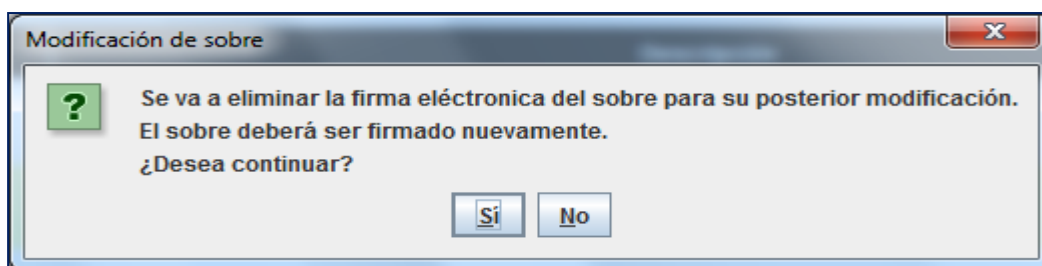 Modificación de sobre
Se va a eliminar la firma eléctronica del sobre para su posterior modificación.
El sobre deberá ser firmado nuevamente.
¿Desea continuar?
Sí No